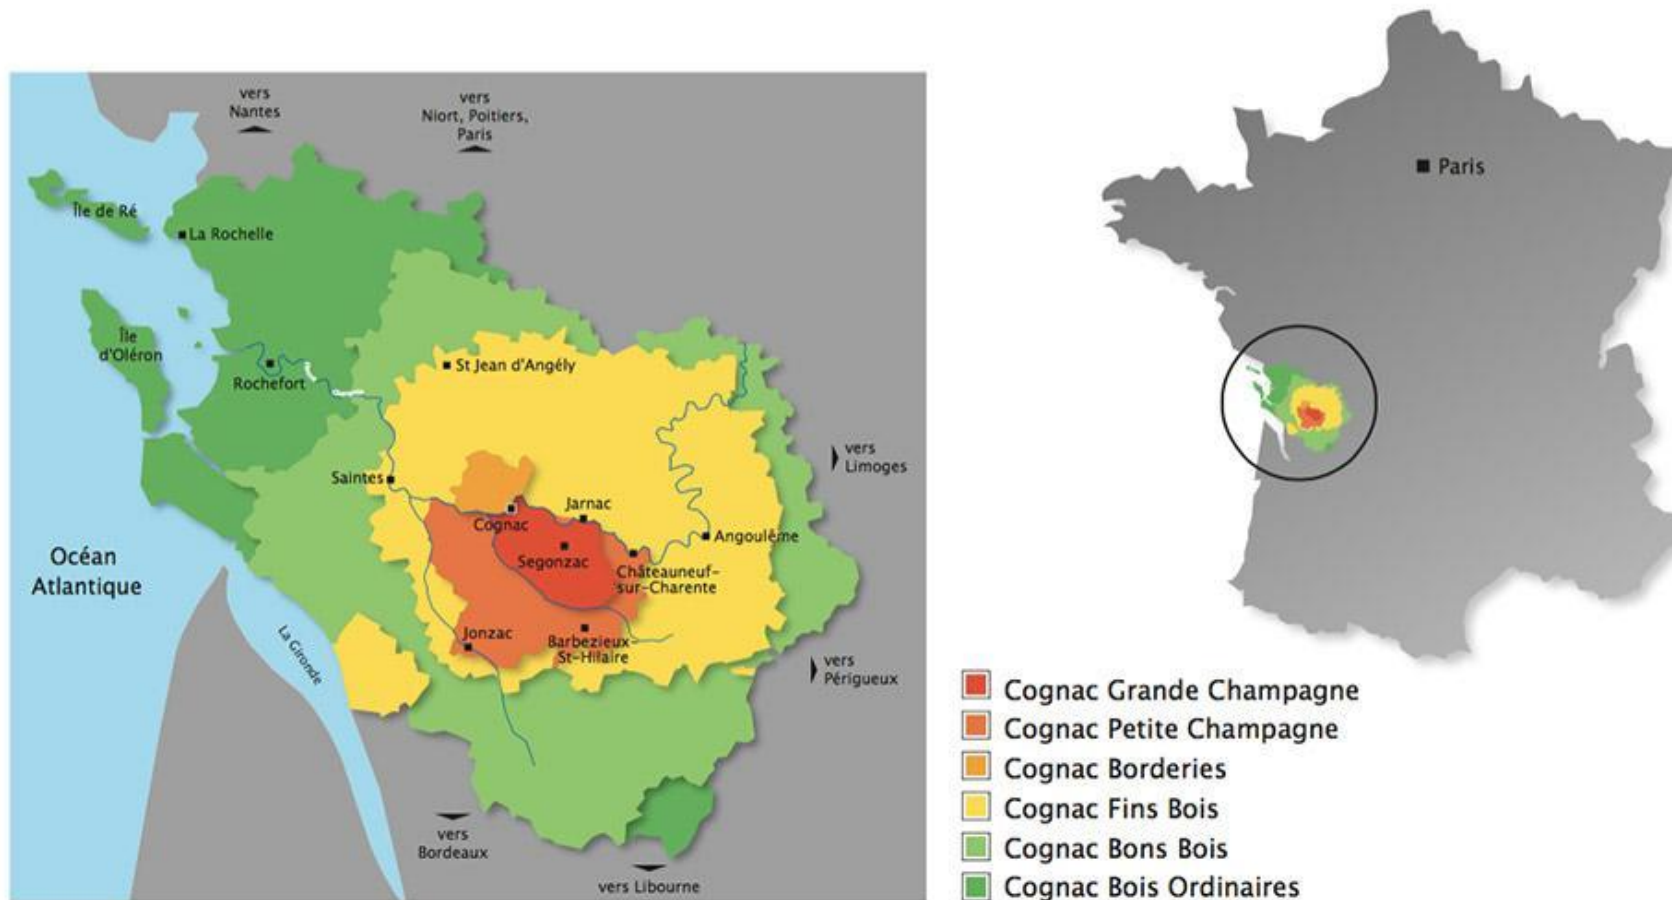 vers
Nantes
vers
Niort, Poitiers,
Paris
Île de Ré
La Rochelle
Île
d'Oléron
Rochefort
St Jean d'Angély
vers
Limoges
Saintes
Cognac
Jarnac
Angoulême
Segonzac
Châteauneuf-
sur-Charente
Océan
Atlantique
Jonzac
Barbezieux-
St-Hilaire
La Gironde
vers
Périgueux
vers
Bordeaux
vers Libourne
Paris
Cognac Grande Champagne
Cognac Petite Champagne
Cognac Borderies
Cognac Fins Bois
Cognac Bons Bois
Cognac Bois Ordinaires